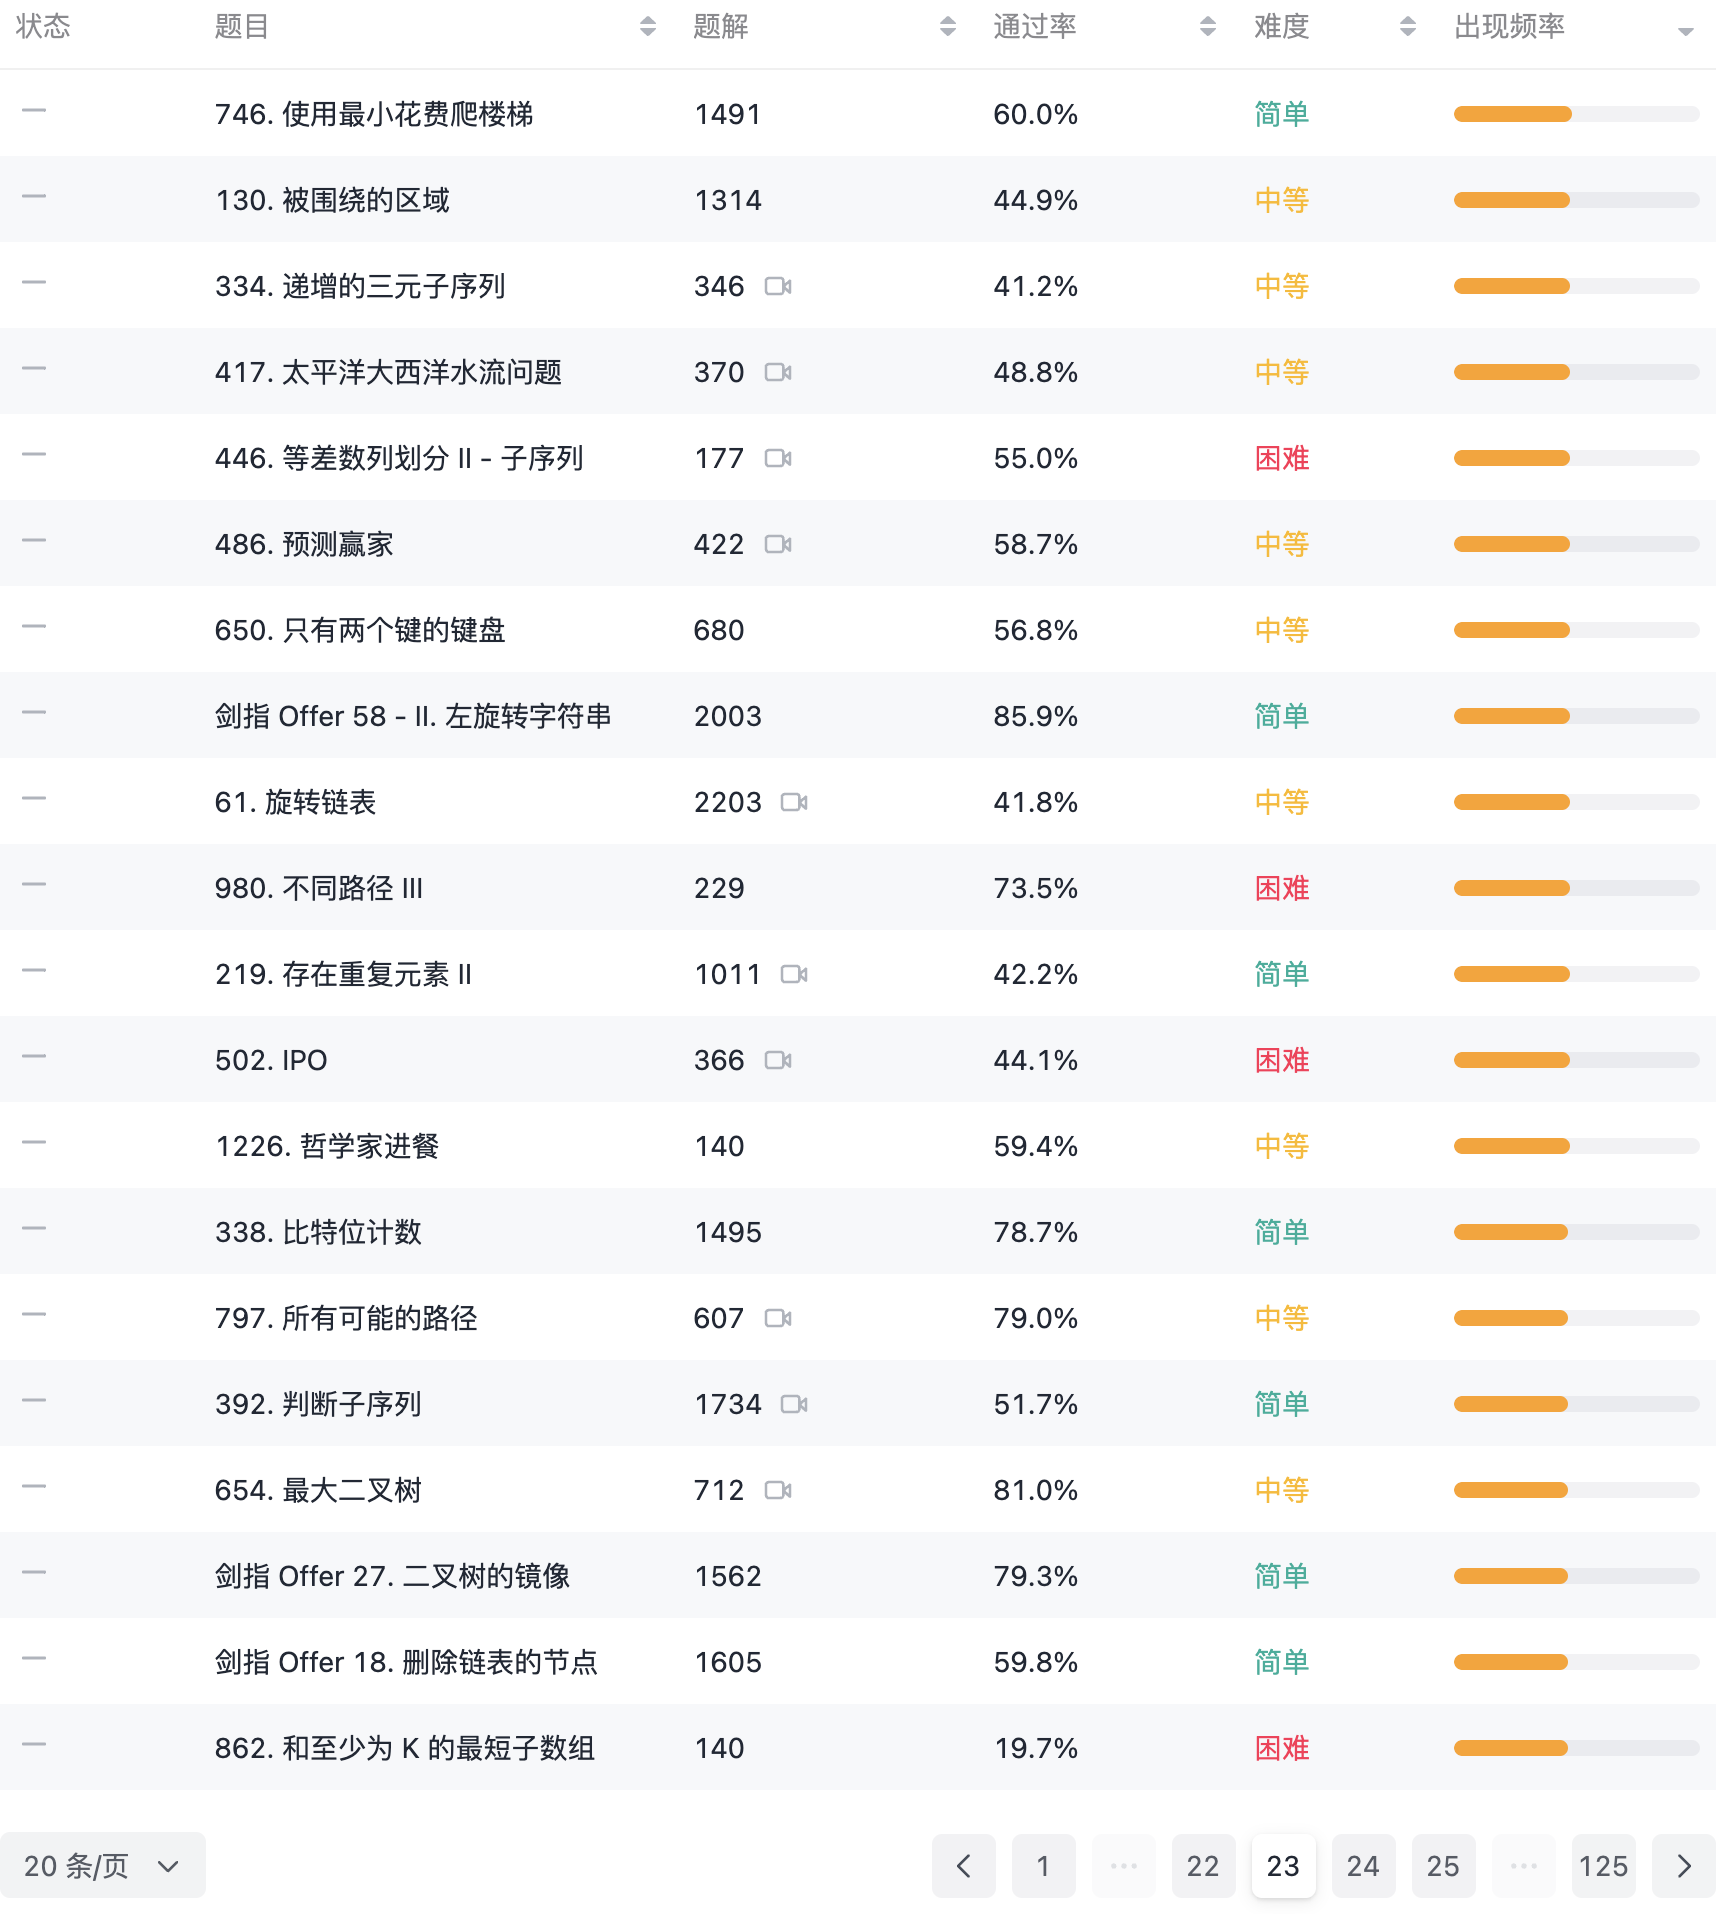 状态 题目 题解 通过率 难度 出现频率
746. 使用最小花费爬楼梯 1491 60.0% 简单
130. 被围绕的区域 1314 44.9% 中等
334. 递增的三元子序列 346 41.2% 中等
417. 太平洋大西洋水流问题 370 48.8% 中等
446. 等差数列划分 II - 子序列 177 55.0% 困难
486. 预测赢家 422 58.7% 中等
650. 只有两个键的键盘 680 56.8% 中等
剑指 Offer 58 - II. 左旋转字符串 2003 85.9% 简单
61. 旋转链表 2203 41.8% 中等
980. 不同路径 III 229 73.5% 困难
219. 存在重复元素 II 1011 42.2% 简单
502. IPO 366 44.1% 困难
1226. 哲学家进餐 140 59.4% 中等
338. 比特位计数 1495 78.7% 简单
797. 所有可能的路径 607 79.0% 中等
392. 判断子序列 1734 51.7% 简单
654. 最大二叉树 712 81.0% 中等
剑指 Offer 27. 二叉树的镜像 1562 79.3% 简单
剑指 Offer 18. 删除链表的节点 1605 59.8% 简单
862. 和至少为 K 的最短子数组 140 19.7% 困难
20 条/页 1 ··· 22 23 24 25 ··· 125